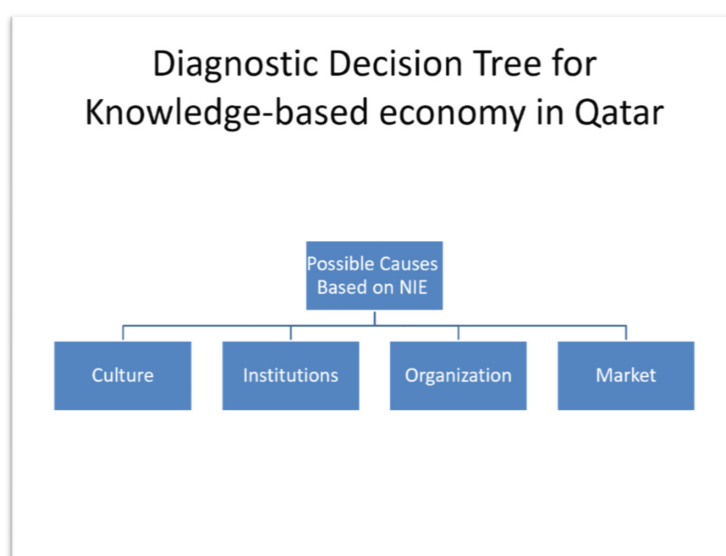 Diagnostic Decision Tree for
Knowledge-based economy in Qatar
Possible Causes
Based on NIE
Culture
Institutions
Organization
Market